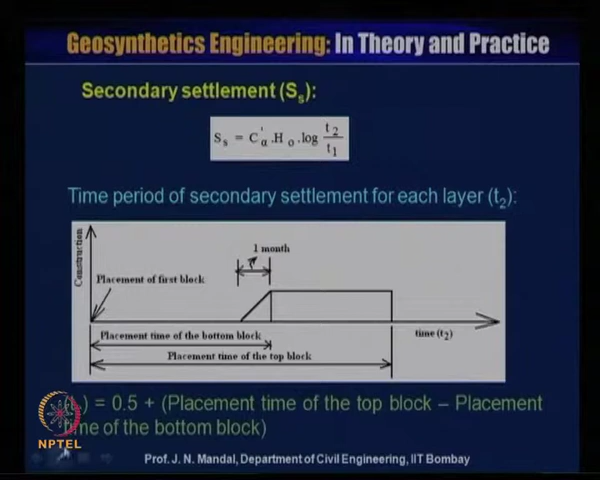 Geosynthetics Engineering: In Theory and Practice
Secondary settlement (Ss):
Ss = C'α .Ho .log t2/t1
Time period of secondary settlement for each layer (t2):
Construction
1 month
Placement of first block
Placement time of the bottom block
time (t2)
Placement time of the top block
) = 0.5 + (Placement time of the top block – Placement
me of the bottom block)
NPTEL
Prof. J. N. Mandal, Department of Civil Engineering, IIT Bombay